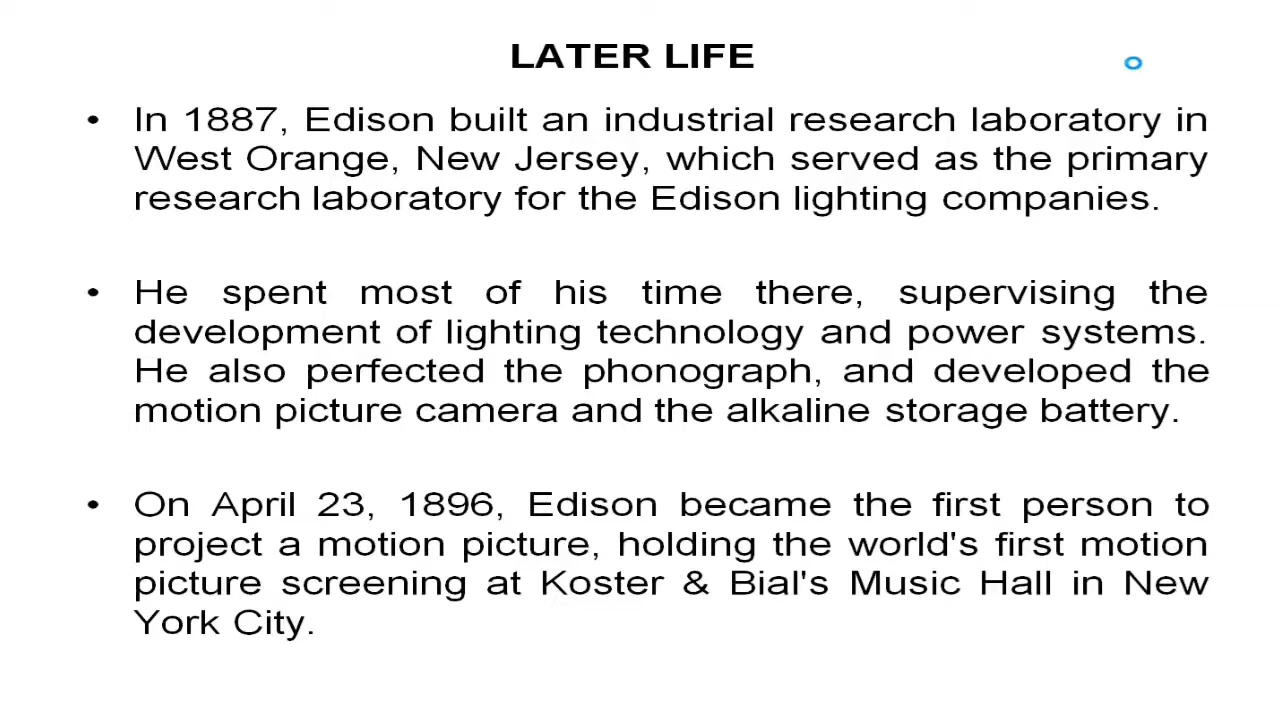 LATER LIFE
• In 1887, Edison built an industrial research laboratory in
West Orange, New Jersey, which served as the primary
research laboratory for the Edison lighting companies.
• He spent most of his time there, supervising the
development of lighting technology and power systems.
He also perfected the phonograph, and developed the
motion picture camera and the alkaline storage battery.
• On April 23, 1896, Edison became the first person to
project a motion picture, holding the world's first motion
picture screening at Koster & Bial's Music Hall in New
York City.